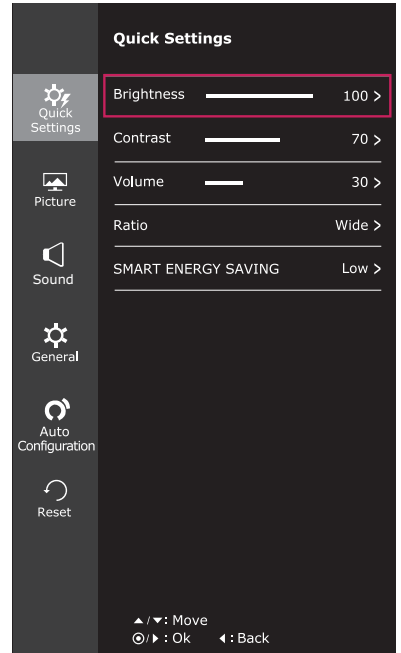 Quick Settings
Quick
Settings
Picture
Sound
General
Auto
Configuration
Reset
Brightness 100 >
Contrast 70 >
Volume 30 >
Ratio Wide >
SMART ENERGY SAVING Low >
▲/▼: Move
◉/▶ : Ok ◀ : Back